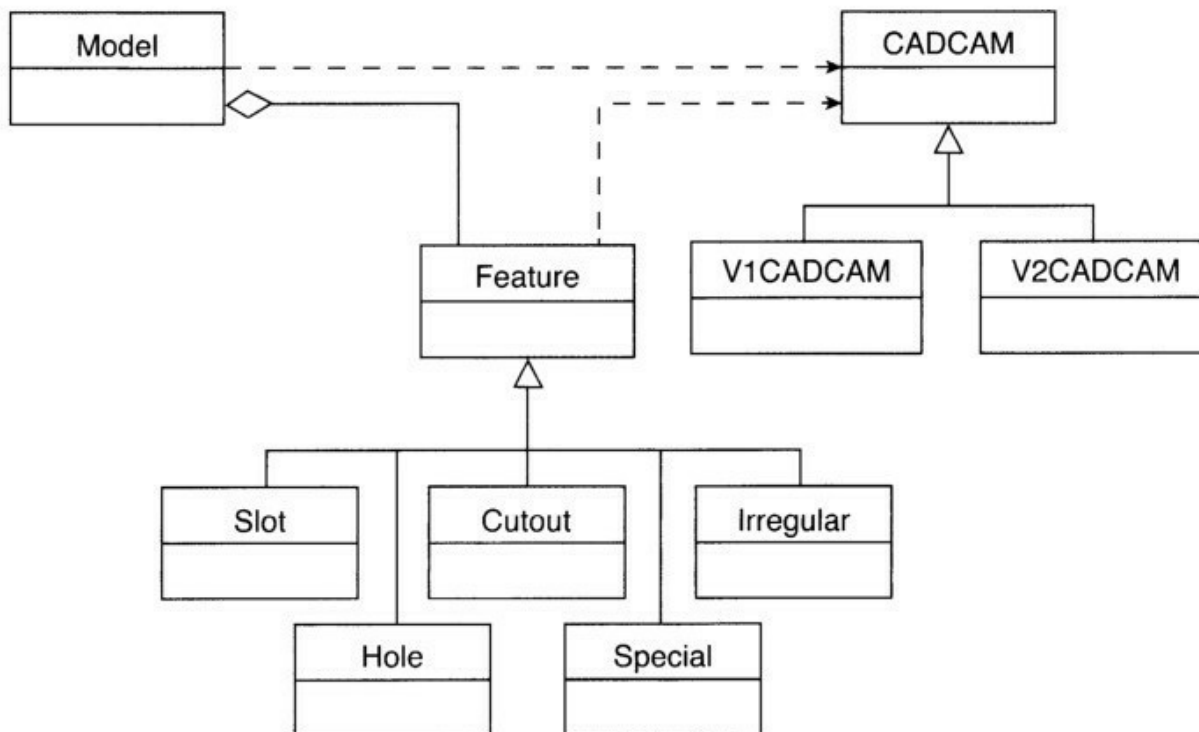 Model
CADCAM
Feature
V1CADCAM
V2CADCAM
Slot
Cutout
Irregular
Hole
Special